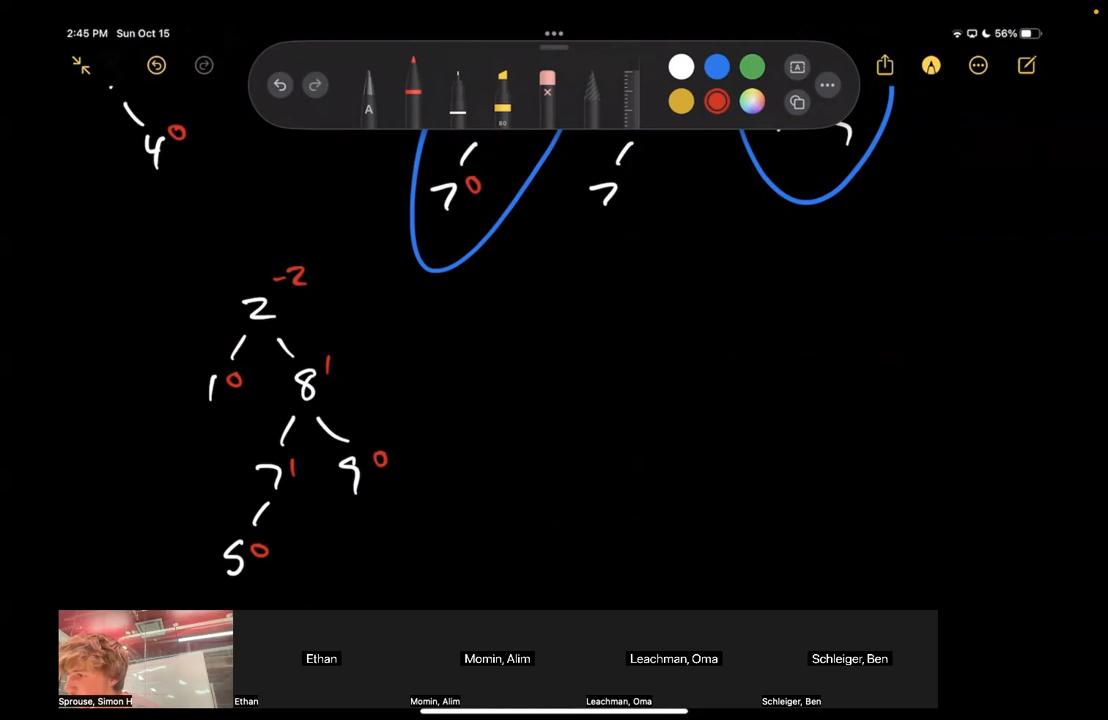 2:45 PM Sun Oct 15
56%
A
80
4 0
7 0
7
7
-2
2
1 0
8 1
7 1
9 0
5 0
Ethan
Momin, Alim
Leachman, Oma
Schleiger, Ben
Sprouse, Simon H
Ethan
Momin, Alim
Leachman, Oma
Schleiger, Ben